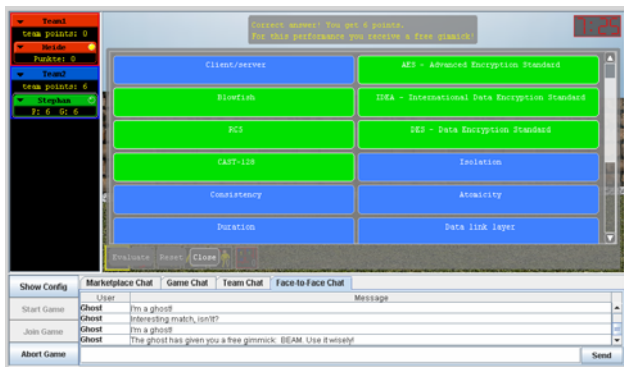 Team1
team points: 0
Heide
Punkte: 0
Team2
team points: 6
Stephan
P: 6 G: 6
Correct answer! You get 6 points.
For this performance you receive a free gimmick!
Client/server
AES - Advanced Encryption Standard
Blowfish
IDEA - International Data Encryption Standard
RC5
DES - Data Encryption Standard
CAST-128
Isolation
Consistency
Atomicity
Duration
Data link layer
Evaluate Reset Close
Show Config
Start Game
Join Game
Abort Game
Marketplace Chat Game Chat Team Chat Face-to-Face Chat
User Message
Ghost I'm a ghost!
Ghost Interesting match, isn'it?
Ghost I'm a ghost!
Ghost The ghost has given you a free gimmick: BEAM. Use it wisely!
Send